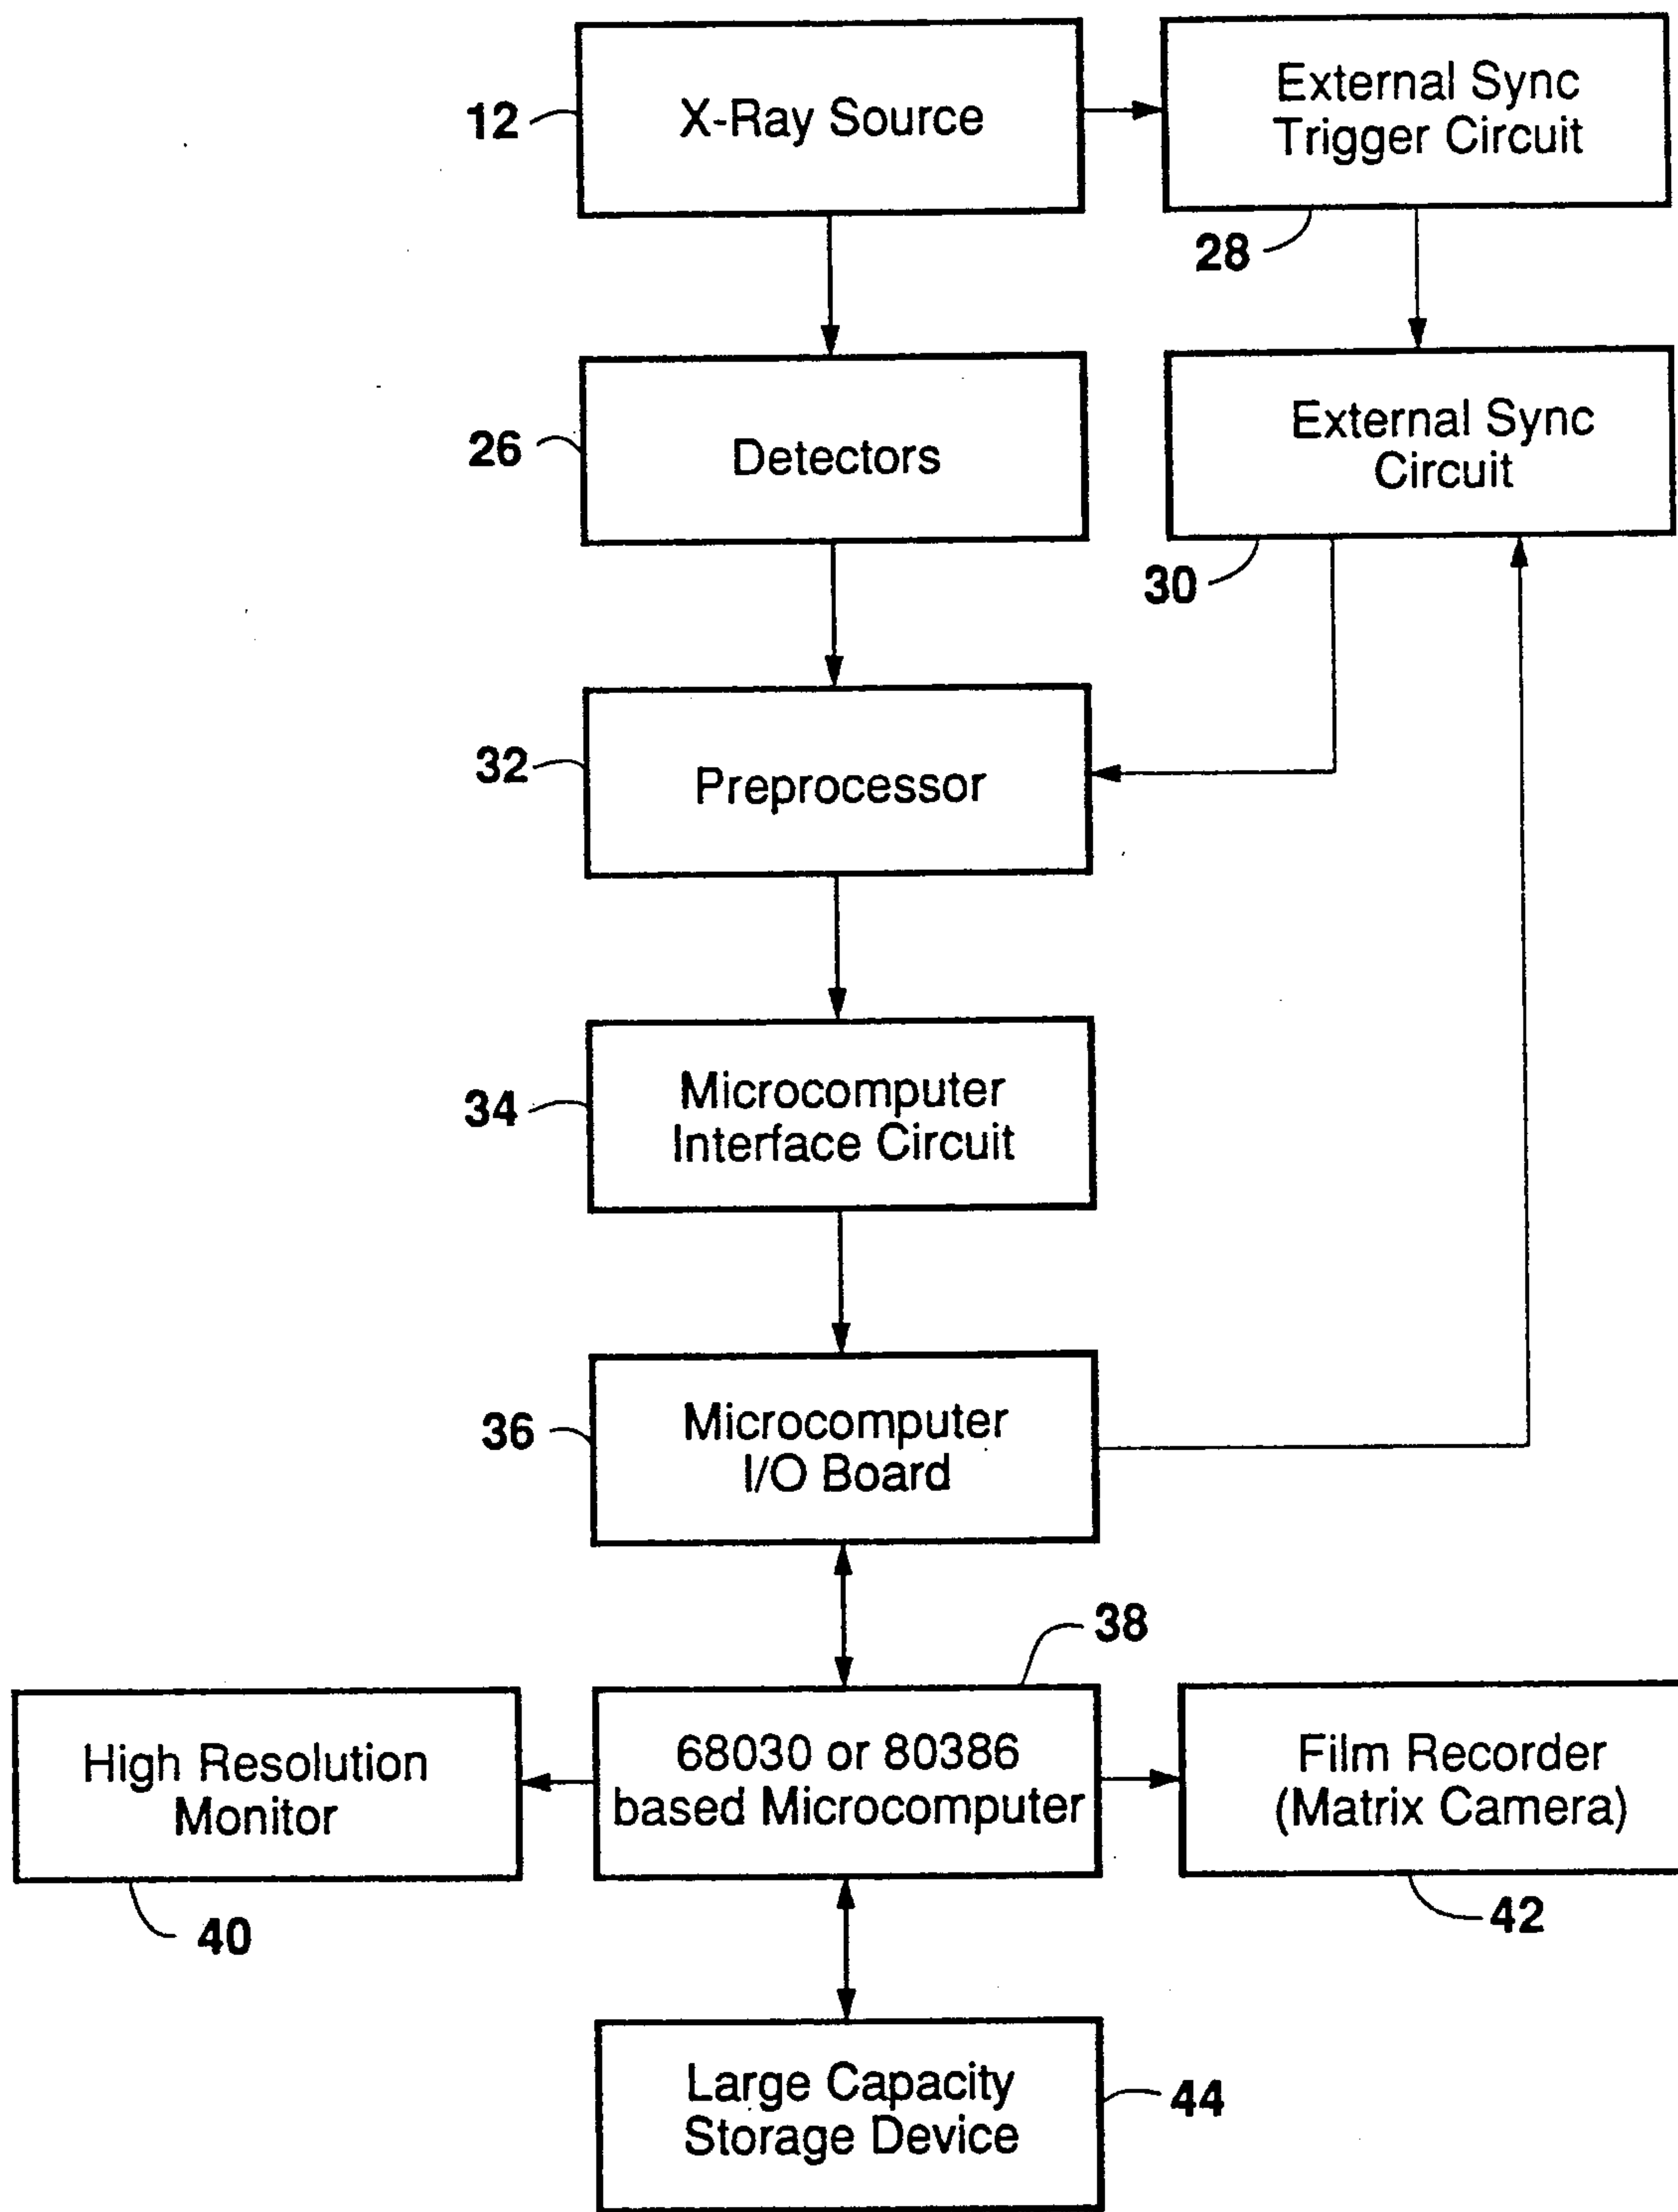 12
X-Ray Source
External Sync
Trigger Circuit
28
26
Detectors
External Sync
Circuit
30
32
Preprocessor
34
Microcomputer
Interface Circuit
36
Microcomputer
I/O Board
38
High Resolution
Monitor
40
68030 or 80386
based Microcomputer
Film Recorder
(Matrix Camera)
42
Large Capacity
Storage Device
44